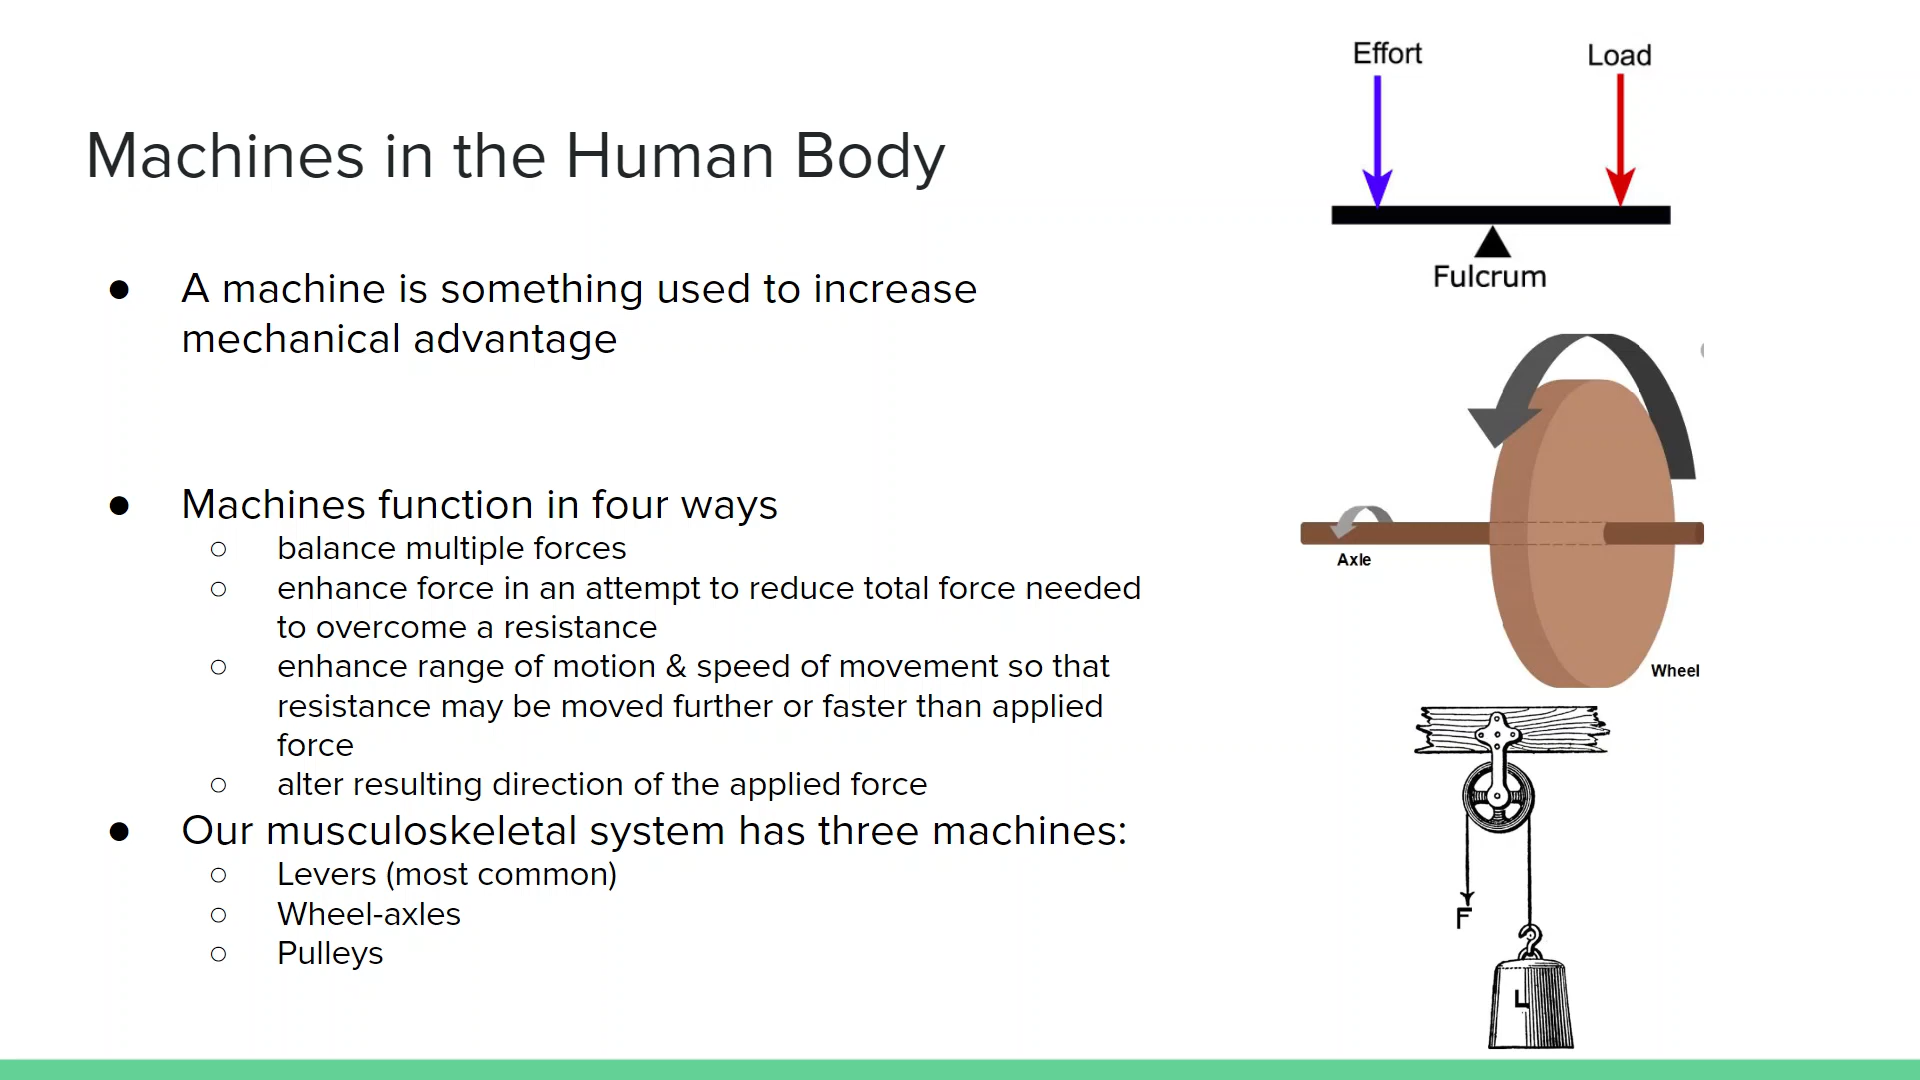 Machines in the Human Body
● A machine is something used to increase
mechanical advantage
● Machines function in four ways
○ balance multiple forces
○ enhance force in an attempt to reduce total force needed
to overcome a resistance
○ enhance range of motion & speed of movement so that
resistance may be moved further or faster than applied
force
○ alter resulting direction of the applied force
● Our musculoskeletal system has three machines:
○ Levers (most common)
○ Wheel-axles
○ Pulleys
Effort
Load
Fulcrum
Axle
Wheel
F
L